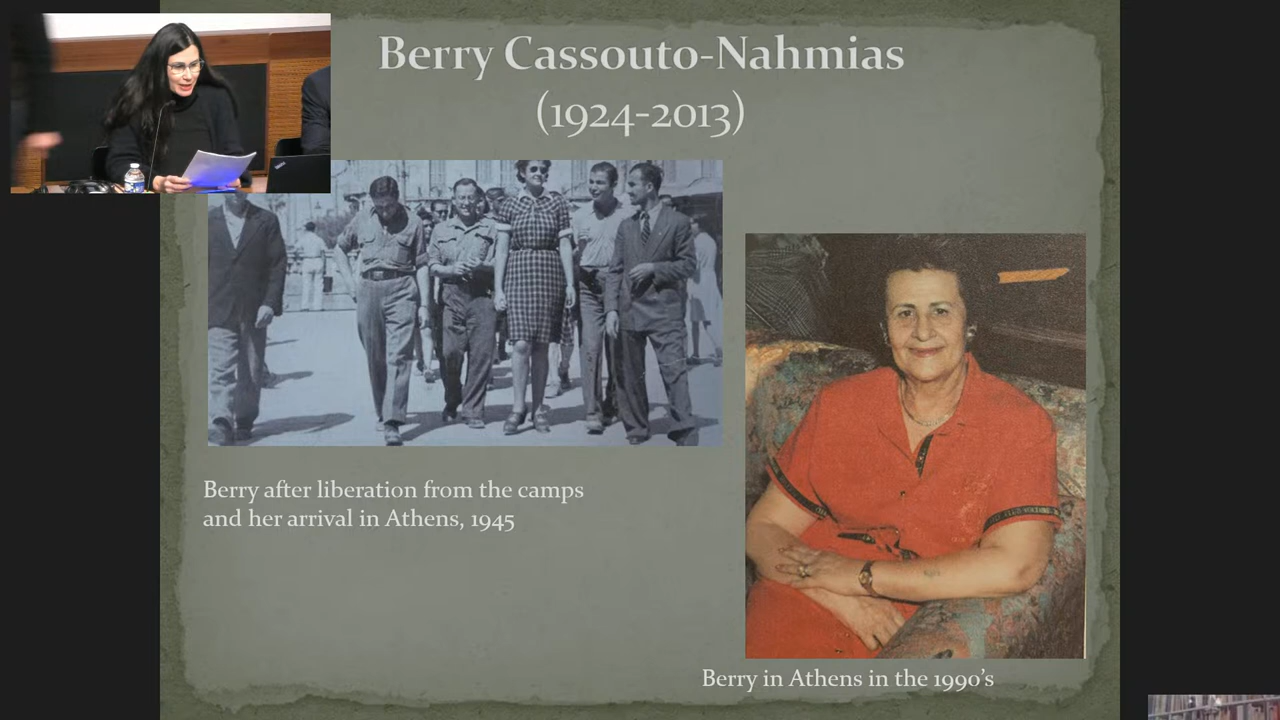 Berry Cassouto-Nahmias
(1924-2013)
Berry after liberation from the camps
and her arrival in Athens, 1945
Berry in Athens in the 1990's